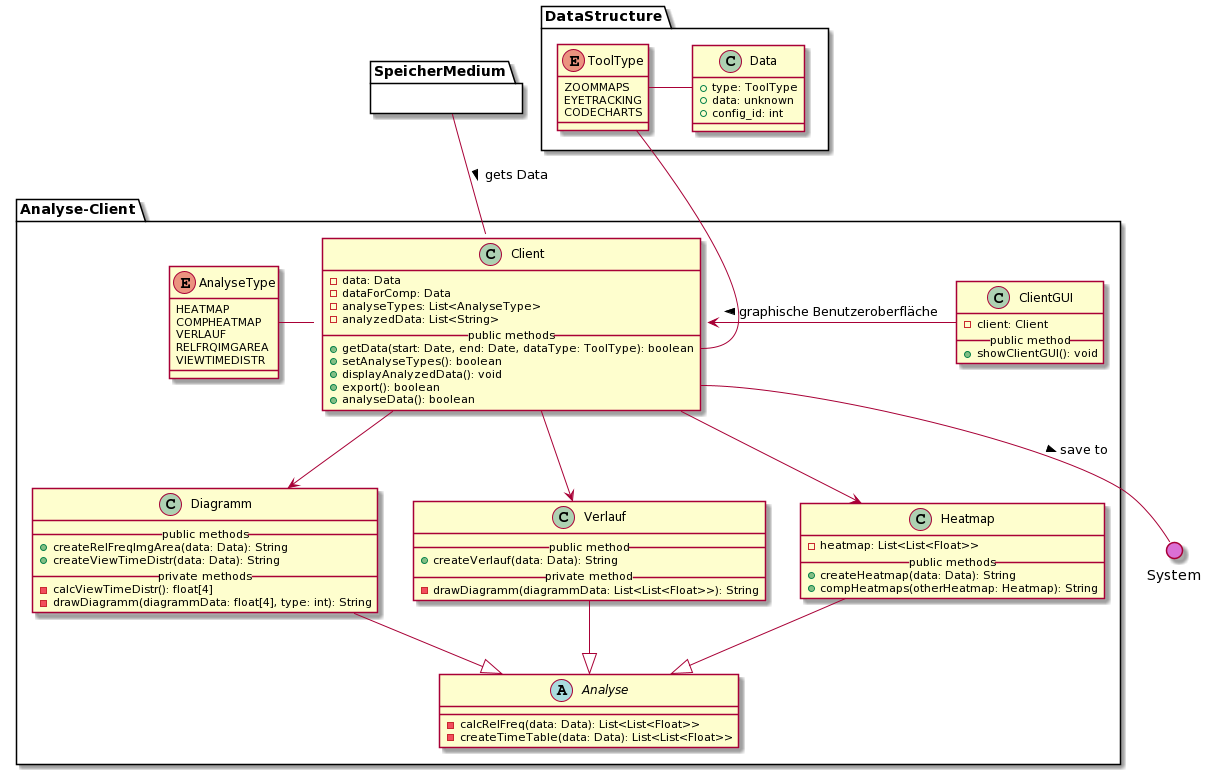 DataStructure
E ToolType
ZOOMMAPS
EYETRACKING
CODECHARTS
C Data
type: ToolType
data: unknown
config_id: int
SpeicherMedium
gets Data
Analyse-Client
E AnalyseType
HEATMAP
COMPHEATMAP
VERLAUF
RELFRQIMGAREA
VIEWTIMEDISTR
C Client
data: Data
dataForComp: Data
analyseTypes: List<AnalyseType>
analyzedData: List<String>
public methods
getData(start: Date, end: Date, dataType: ToolType): boolean
setAnalyseTypes(): boolean
displayAnalyzedData(): void
export(): boolean
analyseData(): boolean
graphische Benutzeroberfläche
C ClientGUI
client: Client
public method
showClientGUI(): void
save to
System
C Diagramm
public methods
createRelFreqImgArea(data: Data): String
createViewTimeDistr(data: Data): String
private methods
calcViewTimeDistr(): float[4]
drawDiagramm(diagrammData: float[4], type: int): String
C Verlauf
public method
createVerlauf(data: Data): String
private method
drawDiagramm(diagrammData: List<List<Float>>): String
C Heatmap
heatmap: List<List<Float>>
public methods
createHeatmap(data: Data): String
compHeatmaps(otherHeatmap: Heatmap): String
A Analyse
calcRelFreq(data: Data): List<List<Float>>
createTimeTable(data: Data): List<List<Float>>